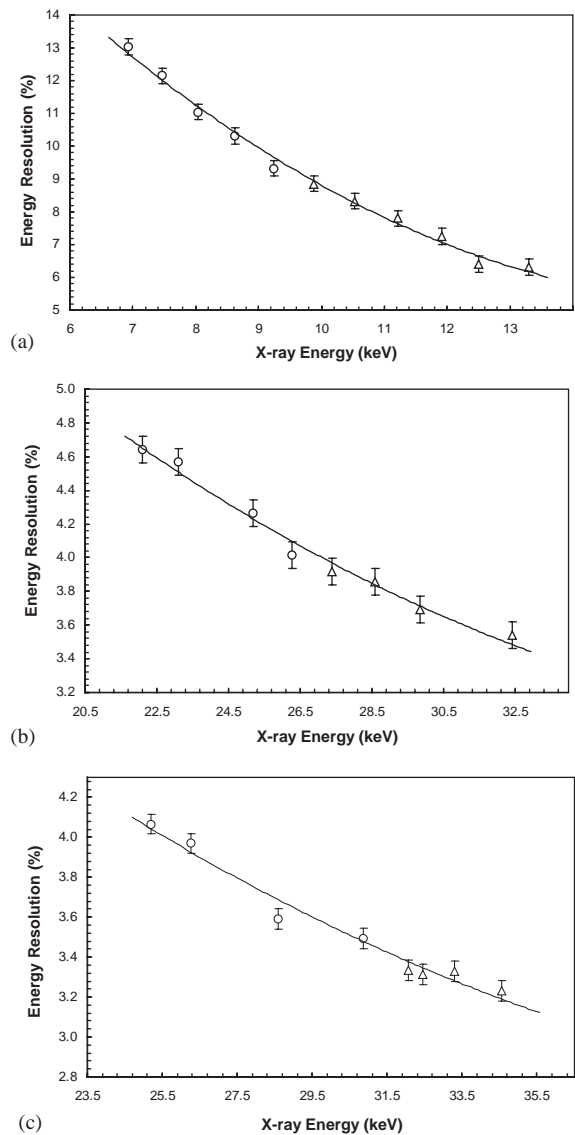 14
13
12
11
10
9
8
7
6
5
Energy Resolution (%)
6 7 8 9 10 11 12 13
(a)
X-ray Energy (keV)
5.0
4.8
4.6
4.4
4.2
4.0
3.8
3.6
3.4
3.2
Energy Resolution (%)
20.5 22.5 24.5 26.5 28.5 30.5 32.5
(b)
X-ray Energy (keV)
4.2
4.0
3.8
3.6
3.4
3.2
3.0
2.8
Energy Resolution (%)
23.5 25.5 27.5 29.5 31.5 33.5 35.5
(c)
X-ray Energy (keV)